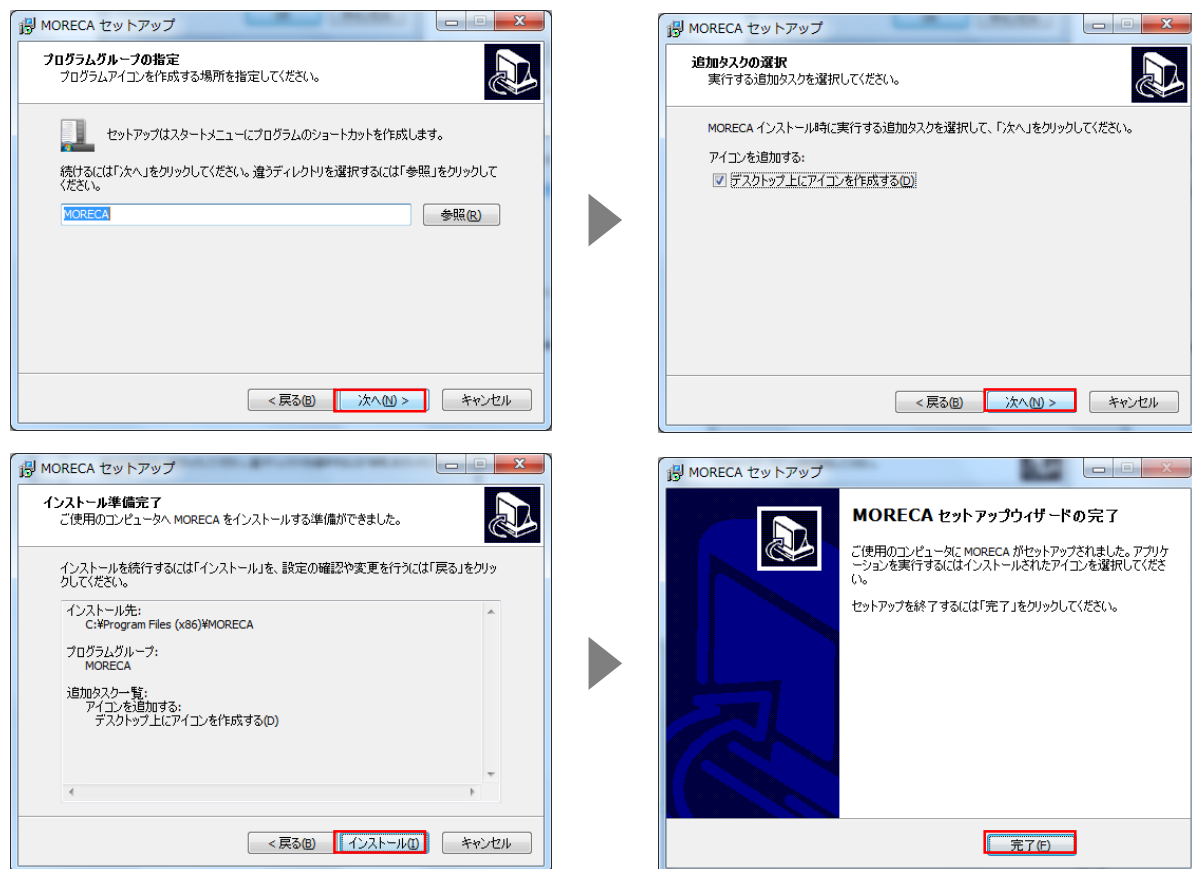 MORECA セットアップ
プログラムグループの指定
プログラムアイコンを作成する場所を指定してください。
セットアップはスタートメニューにプログラムのショートカットを作成します。
続けるには「次へ」をクリックしてください。違うディレクトリを選択するには「参照」をクリックして
ください。
MORECA
参照(R)
< 戻る(B)
次へ(N) >
キャンセル
MORECA セットアップ
追加タスクの選択
実行する追加タスクを選択してください。
MORECA インストール時に実行する追加タスクを選択して、「次へ」をクリックしてください。
アイコンを追加する:
デスクトップ上にアイコンを作成する(D)
< 戻る(B)
次へ(N) >
キャンセル
MORECA セットアップ
インストール準備完了
ご使用のコンピュータへ MORECA をインストールする準備ができました。
インストールを続行するには「インストール」を、設定の確認や変更を行うには「戻る」をクリッ
クしてください。
インストール先:
C:¥Program Files (x86)¥MORECA
プログラムグループ:
MORECA
追加タスク一覧:
アイコンを追加する:
デスクトップ上にアイコンを作成する(D)
< 戻る(B)
インストール(I)
キャンセル
MORECA セットアップ
MORECA セットアップウィザードの完了
ご使用のコンピュータに MORECA がセットアップされました。アプリケ
ーションを実行するにはインストールされたアイコンを選択してくださ
い。
セットアップを終了するには「完了」をクリックしてください。
完了(F)